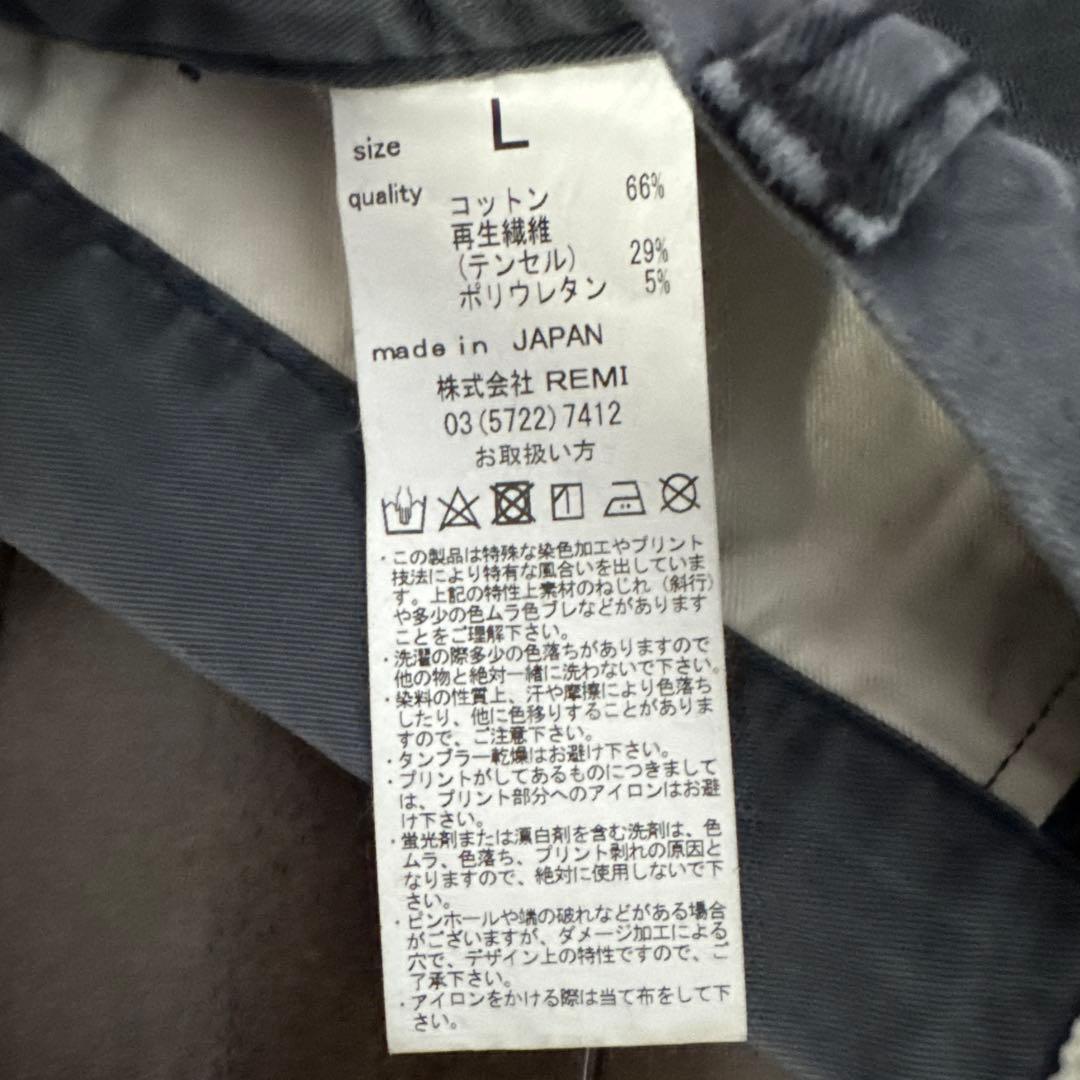 size L
quality コットン 66%
再生繊維
(テンセル) 29%
ポリウレタン 5%
made in JAPAN
株式会社 REMI
03(5722)7412
お取扱い方
・この製品は特殊な染色加工やプリント
技法により特有な風合いを出していま
す。上記の特性上素材のねじれ（斜行）
や多少の色ムラ色ブレなどがあります
ことをご理解下さい。
・洗濯の際多少の色落ちがありますので
他の物と絶対一緒に洗わないで下さい。
・染料の性質上、汗や摩擦により色落ち
したり、他に色移りすることがありま
すので、ご注意下さい。
・タンブラー乾燥はお避け下さい。
・プリントがしてあるものにつきまして
は、プリント部分へのアイロンはお避
け下さい。
・蛍光剤または漂白剤を含む洗剤は、色
ムラ、色落ち、プリント剥れの原因と
なりますので、絶対に使用しないで下
さい。
・ピンホールや端の破れなどがある場合
がございますが、ダメージ加工による
穴で、デザイン上の特性ですので、ご
了承下さい。
・アイロンをかける際は当て布をして下
さい。